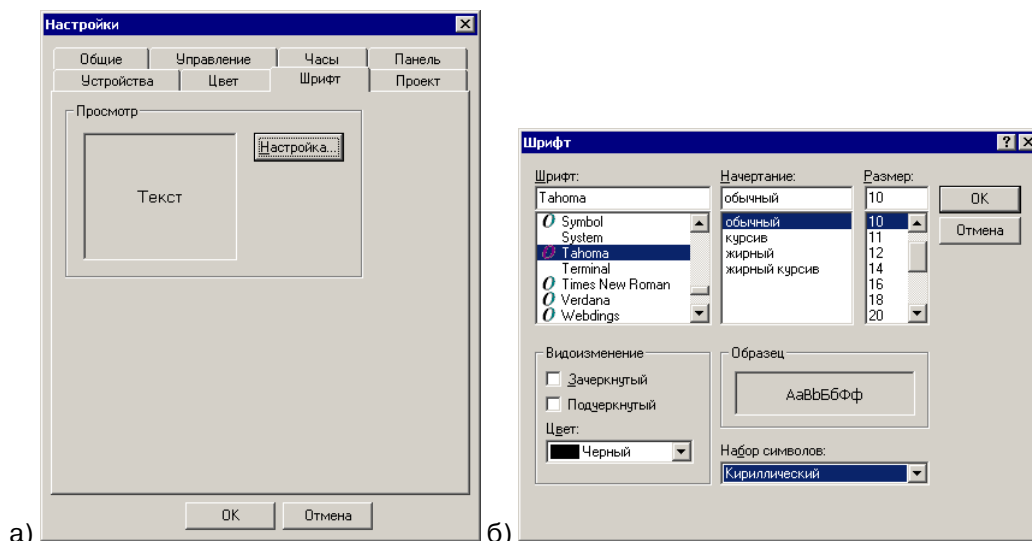 Настройки
Общие Управление Часы Панель
Устройства Цвет Шрифт Проект
Просмотр
Текст
Настройка...
OK Отмена
а)
Шрифт
Шрифт: Начертание: Размер:
Tahoma обычный 10
Symbol обычный 10
System курсив 11
Tahoma жирный 12
Terminal жирный курсив 14
Times New Roman 16
Verdana 18
Webdings 20
OK
Отмена
Видоизменение
Зачеркнутый
Подчеркнутый
Цвет:
Черный
Образец
АаВbБбФф
Набор символов:
Кириллический
б)